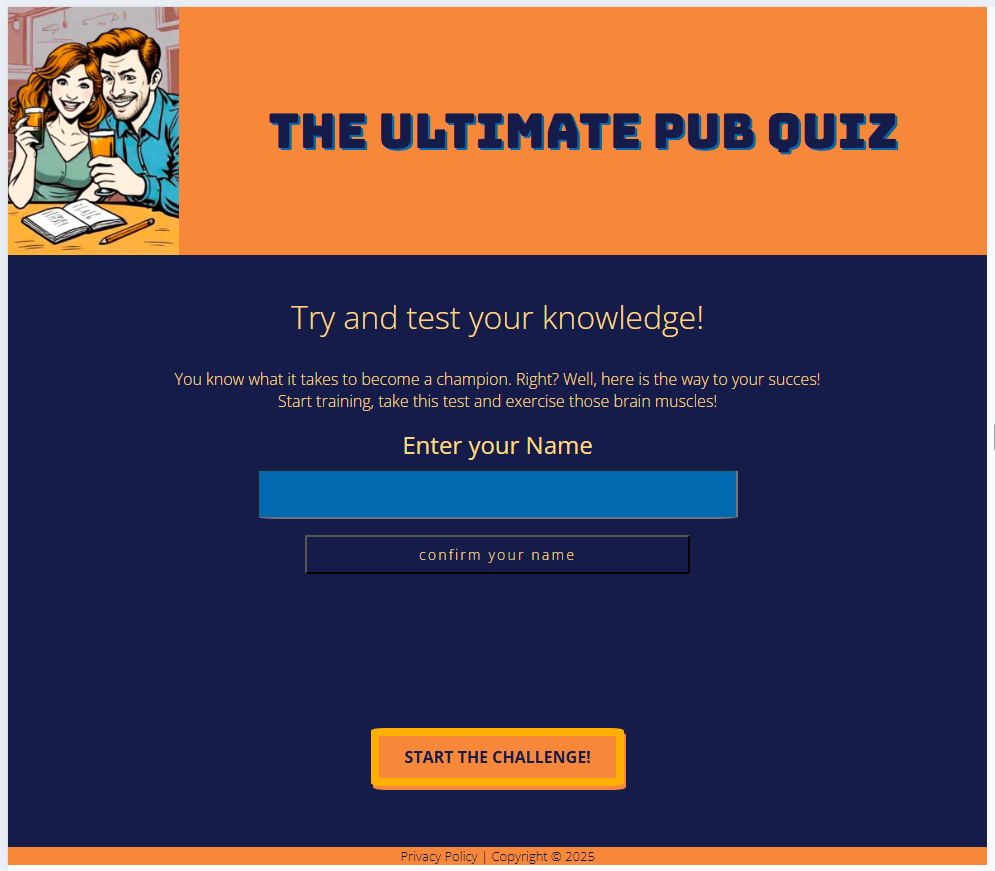 THE ULTIMATE PUB QUIZ
Try and test your knowledge!
You know what it takes to become a champion. Right? Well, here is the way to your succes!
Start training, take this test and exercise those brain muscles!
Enter your Name
confirm your name
START THE CHALLENGE!
Privacy Policy | Copyright © 2025